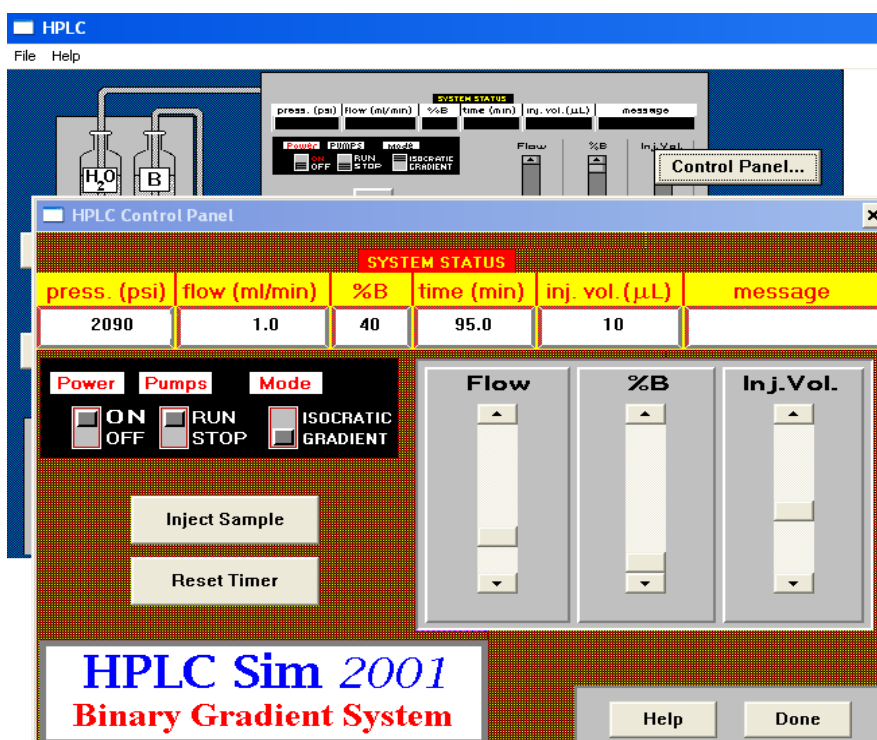 HPLC
File Help
SYSTEM STATUS
press. (psi) flow (ml/min) %B time (min) inj. vol.(µL) message
Power PUMPS Mode
ON RUN ISOCRATIC
OFF STOP GRADIENT
Flow %B Inj.Vol.
H2O B
Control Panel...
HPLC Control Panel
SYSTEM STATUS
press. (psi) flow (ml/min) %B time (min) inj. vol.(µL) message
2090 1.0 40 95.0 10
Power Pumps Mode
ON RUN ISOCRATIC
OFF STOP GRADIENT
Flow %B Inj.Vol.
Inject Sample
Reset Timer
HPLC Sim 2001
Binary Gradient System
Help Done